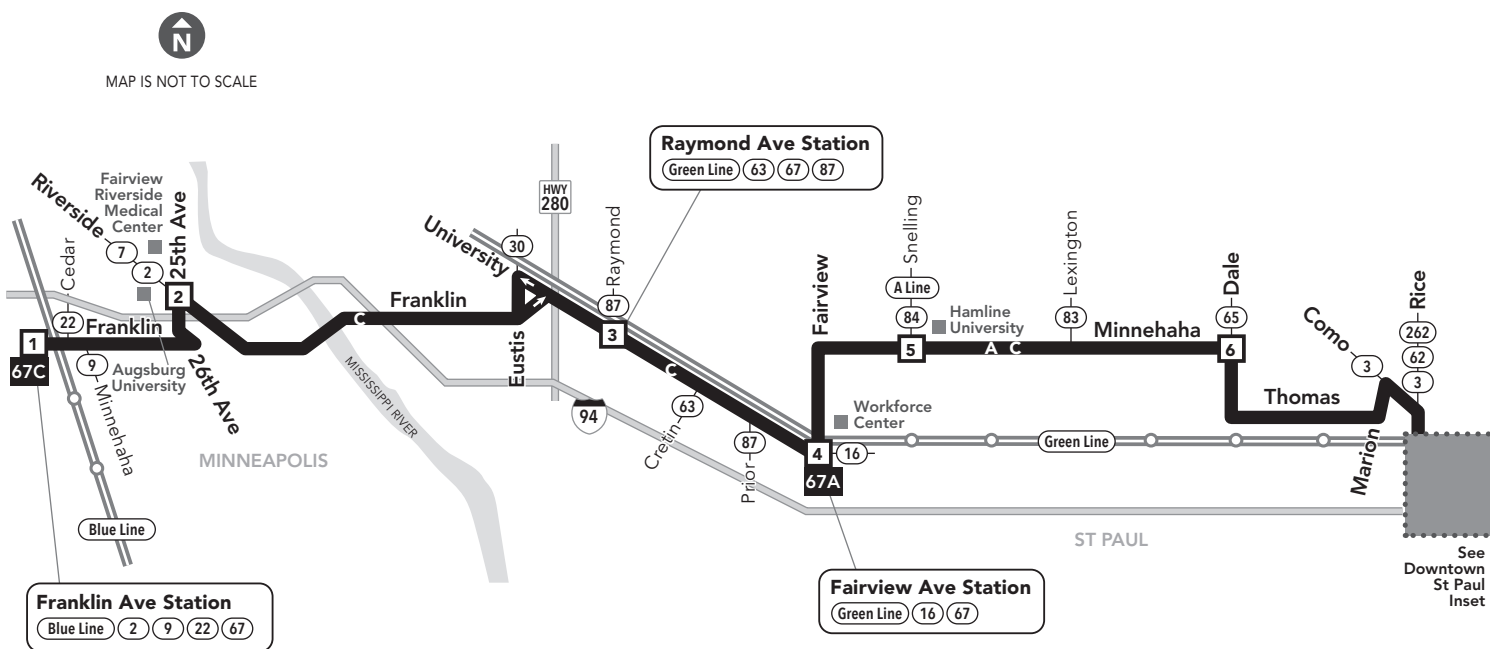 N
MAP IS NOT TO SCALE
Raymond Ave Station
Green Line 63 67 87
Fairview
Riverside
Medical
Center
Riverside
25th Ave
7
2
2
Cedar
22
1
67C
Franklin
9
Minnehaha
Augsburg
University
26th Ave
MINNEAPOLIS
MISSISSIPPI RIVER
Blue Line
Franklin Ave Station
Blue Line 2 9 22 67
C
Franklin
Eustis
University
30
HWY
280
Raymond
87
3
C
94
63
Cretin
87
Prior
Fairview
4
16
67A
Workforce
Center
Fairview Ave Station
Green Line 16 67
Snelling
A Line
84
5
Hamline
University
A C
Lexington
83
Minnehaha
Dale
65
6
Green Line
Thomas
Como
3
Marion
Rice
262
62
3
ST PAUL
See
Downtown
St Paul
Inset